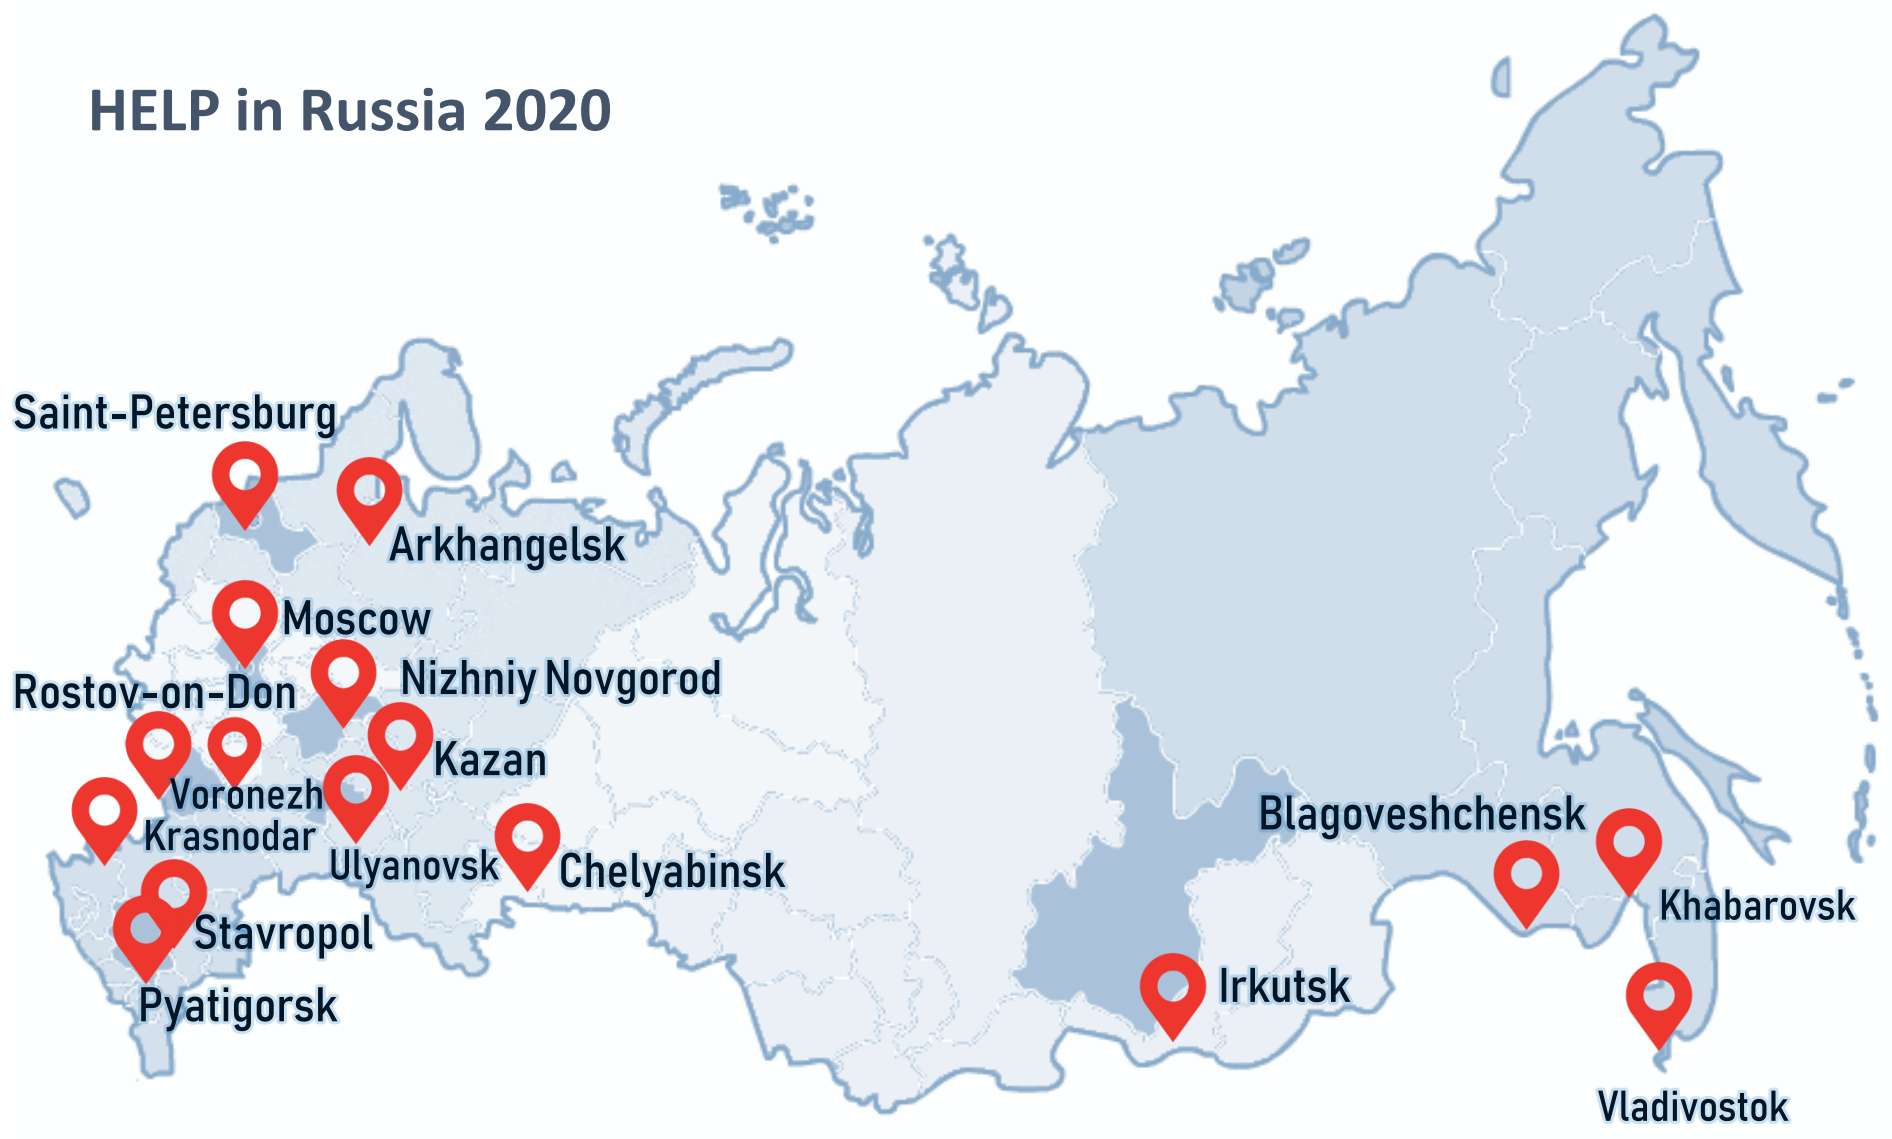 HELP in Russia 2020
Saint-Petersburg
Arkhangelsk
Moscow
Nizhniy Novgorod
Rostov-on-Don
Kazan
Voronezh
Krasnodar
Ulyanovsk
Chelyabinsk
Stavropol
Pyatigorsk
Blagoveshchensk
Khabarovsk
Irkutsk
Vladivostok